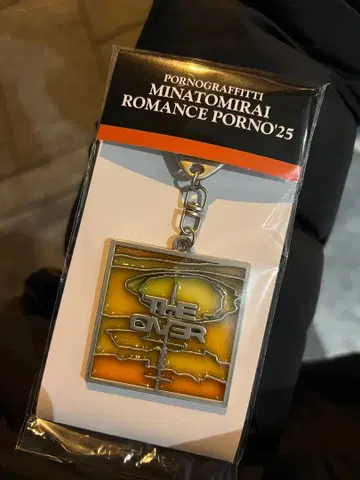 PORNOGRAFFITTI
MINATOMIRAI
ROMANCE PORNO'25
THE
OVER